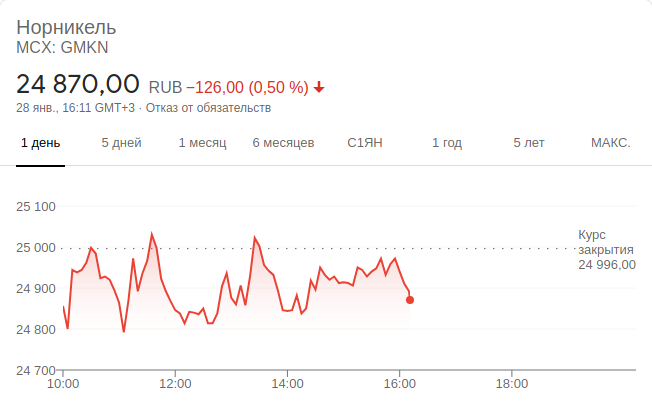 Норникель
MCX: GMKN
24 870,00 RUB −126,00 (0,50 %)
28 янв., 16:11 GMT+3 · Отказ от обязательств
1 день 5 дней 1 месяц 6 месяцев С1ЯН 1 год 5 лет МАКС.
25 100
25 000
24 900
24 800
24 700
Курс
закрытия
24 996,00
10:00 12:00 14:00 16:00 18:00